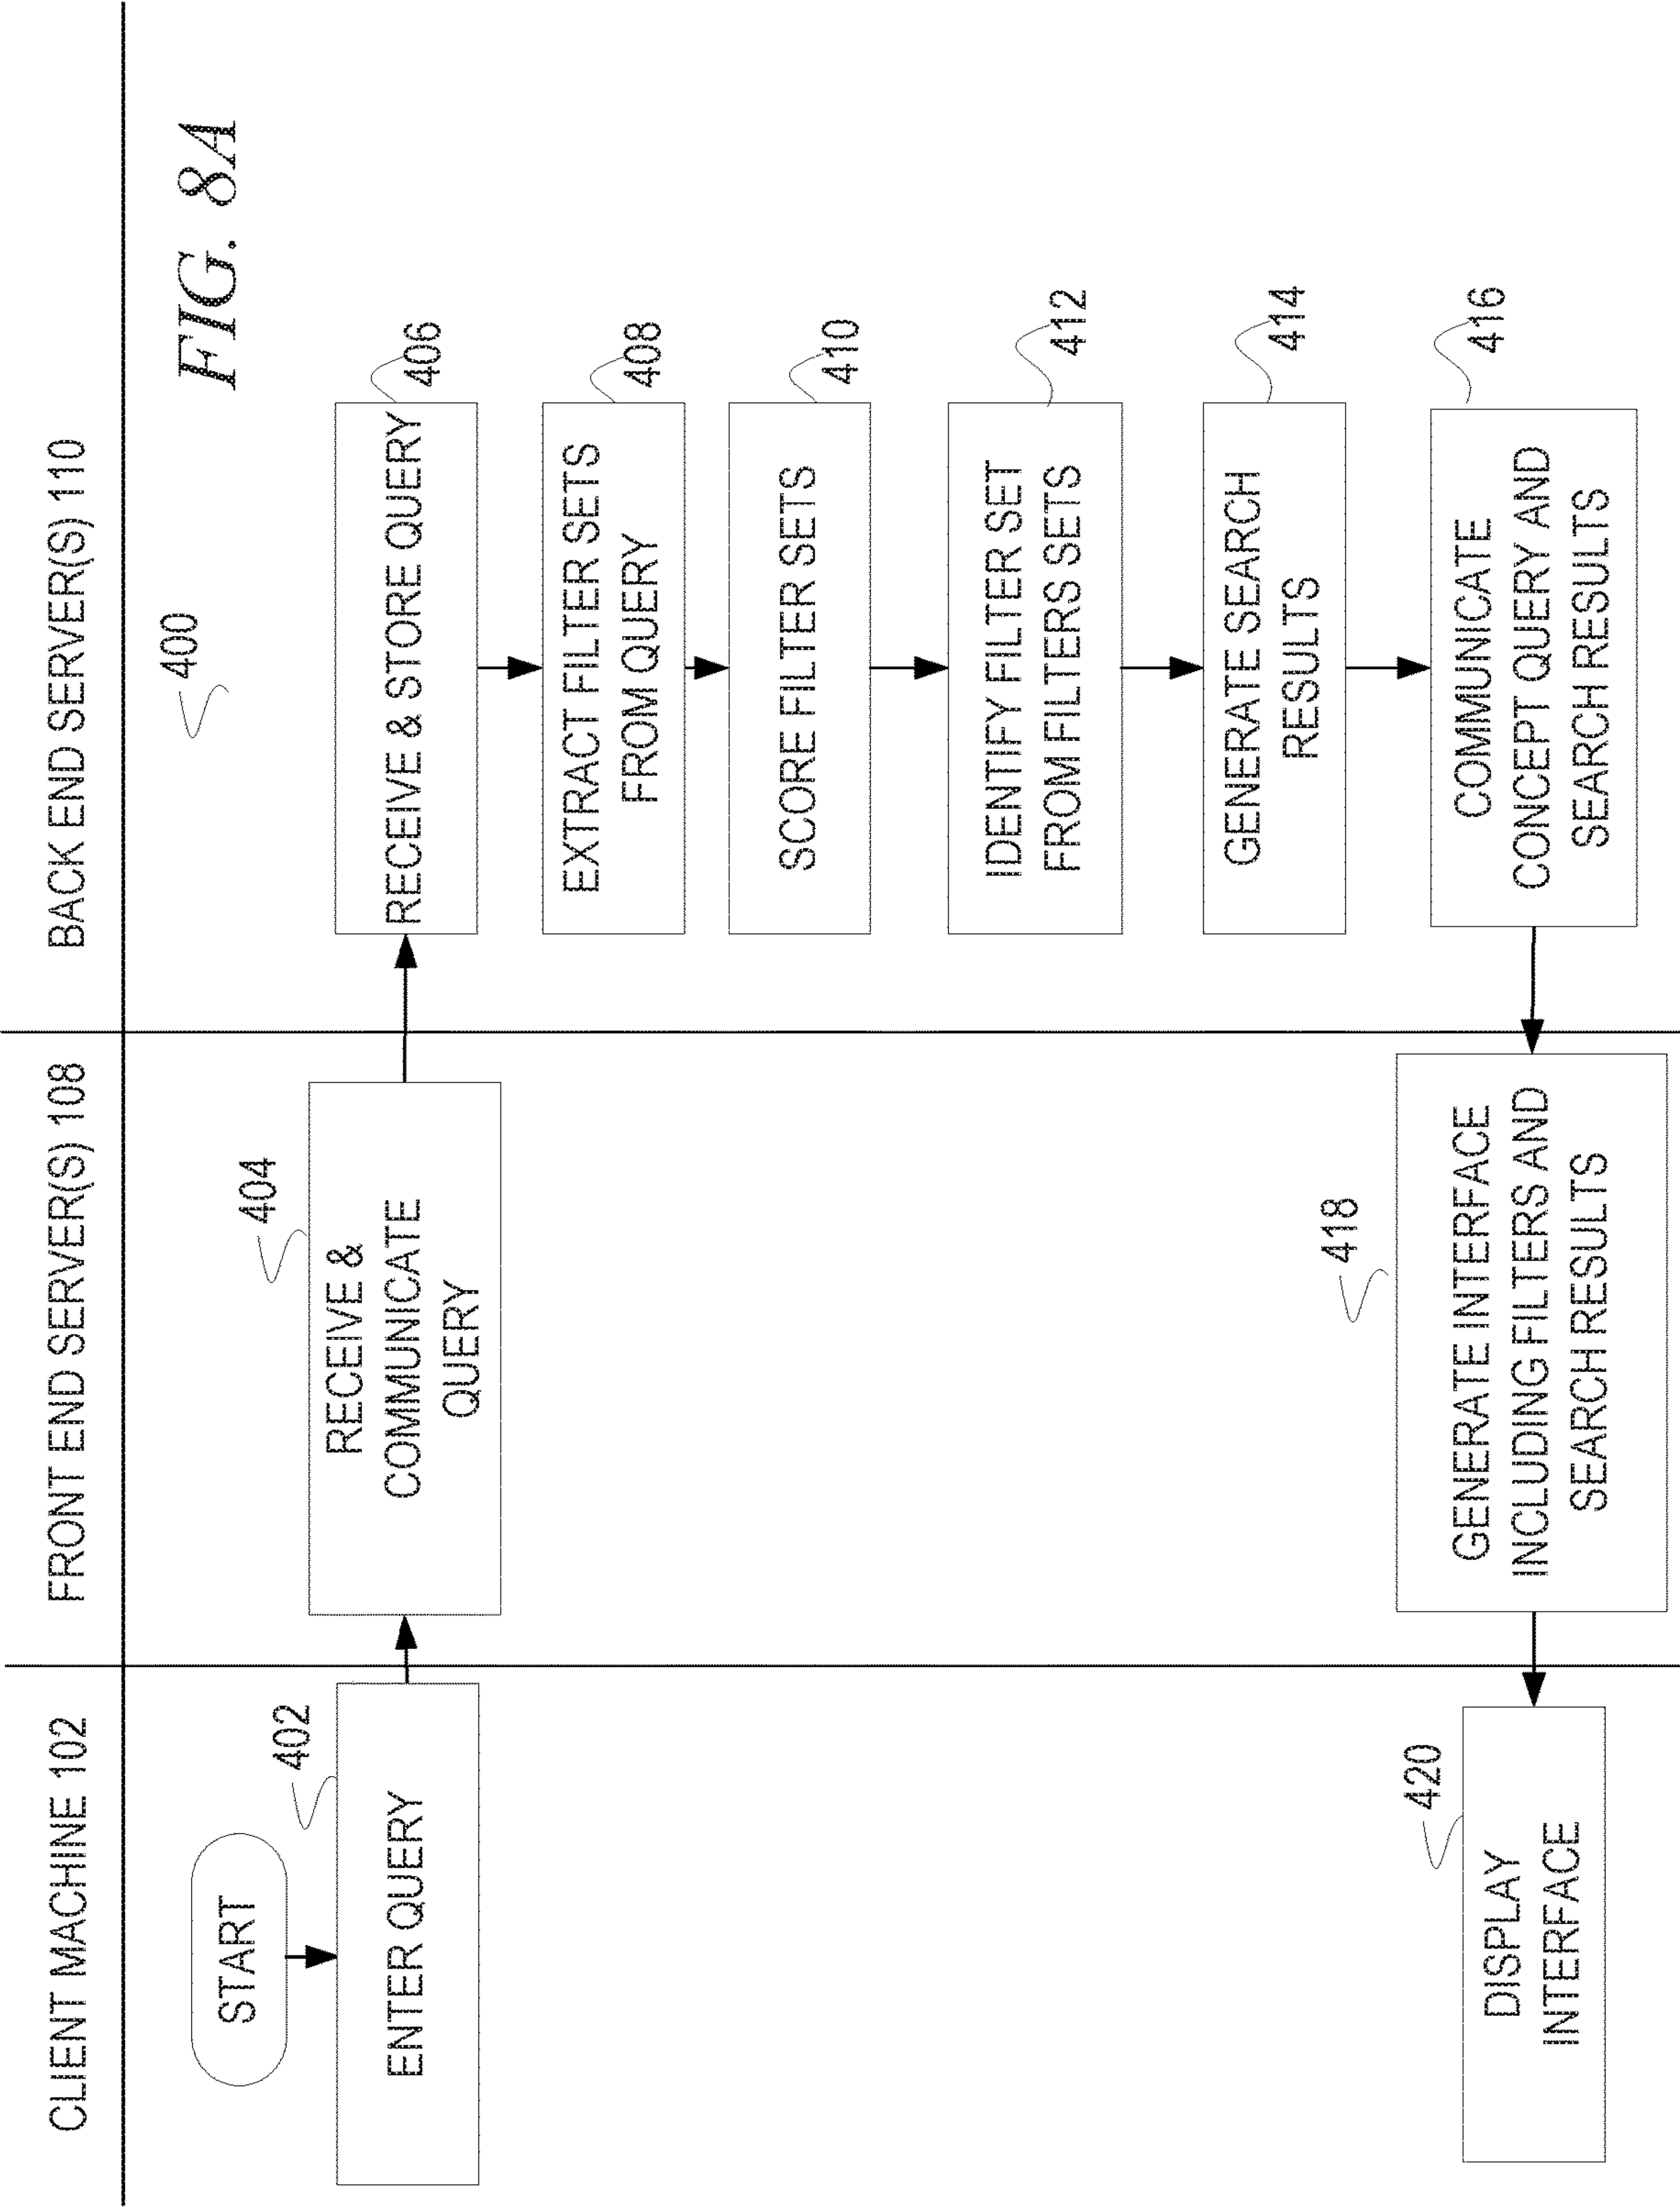 CLIENT MACHINE 102
FRONT END SERVER(S) 108
BACK END SERVER(S) 110
FIG. 8A
400
START
402
ENTER QUERY
404
RECEIVE &
COMMUNICATE
QUERY
406
RECEIVE & STORE QUERY
408
EXTRACT FILTER SETS
FROM QUERY
410
SCORE FILTER SETS
412
IDENTIFY FILTER SET
FROM FILTERS SETS
414
GENERATE SEARCH
RESULTS
416
COMMUNICATE
CONCEPT QUERY AND
SEARCH RESULTS
418
GENERATE INTERFACE
INCLUDING FILTERS AND
SEARCH RESULTS
420
DISPLAY
INTERFACE